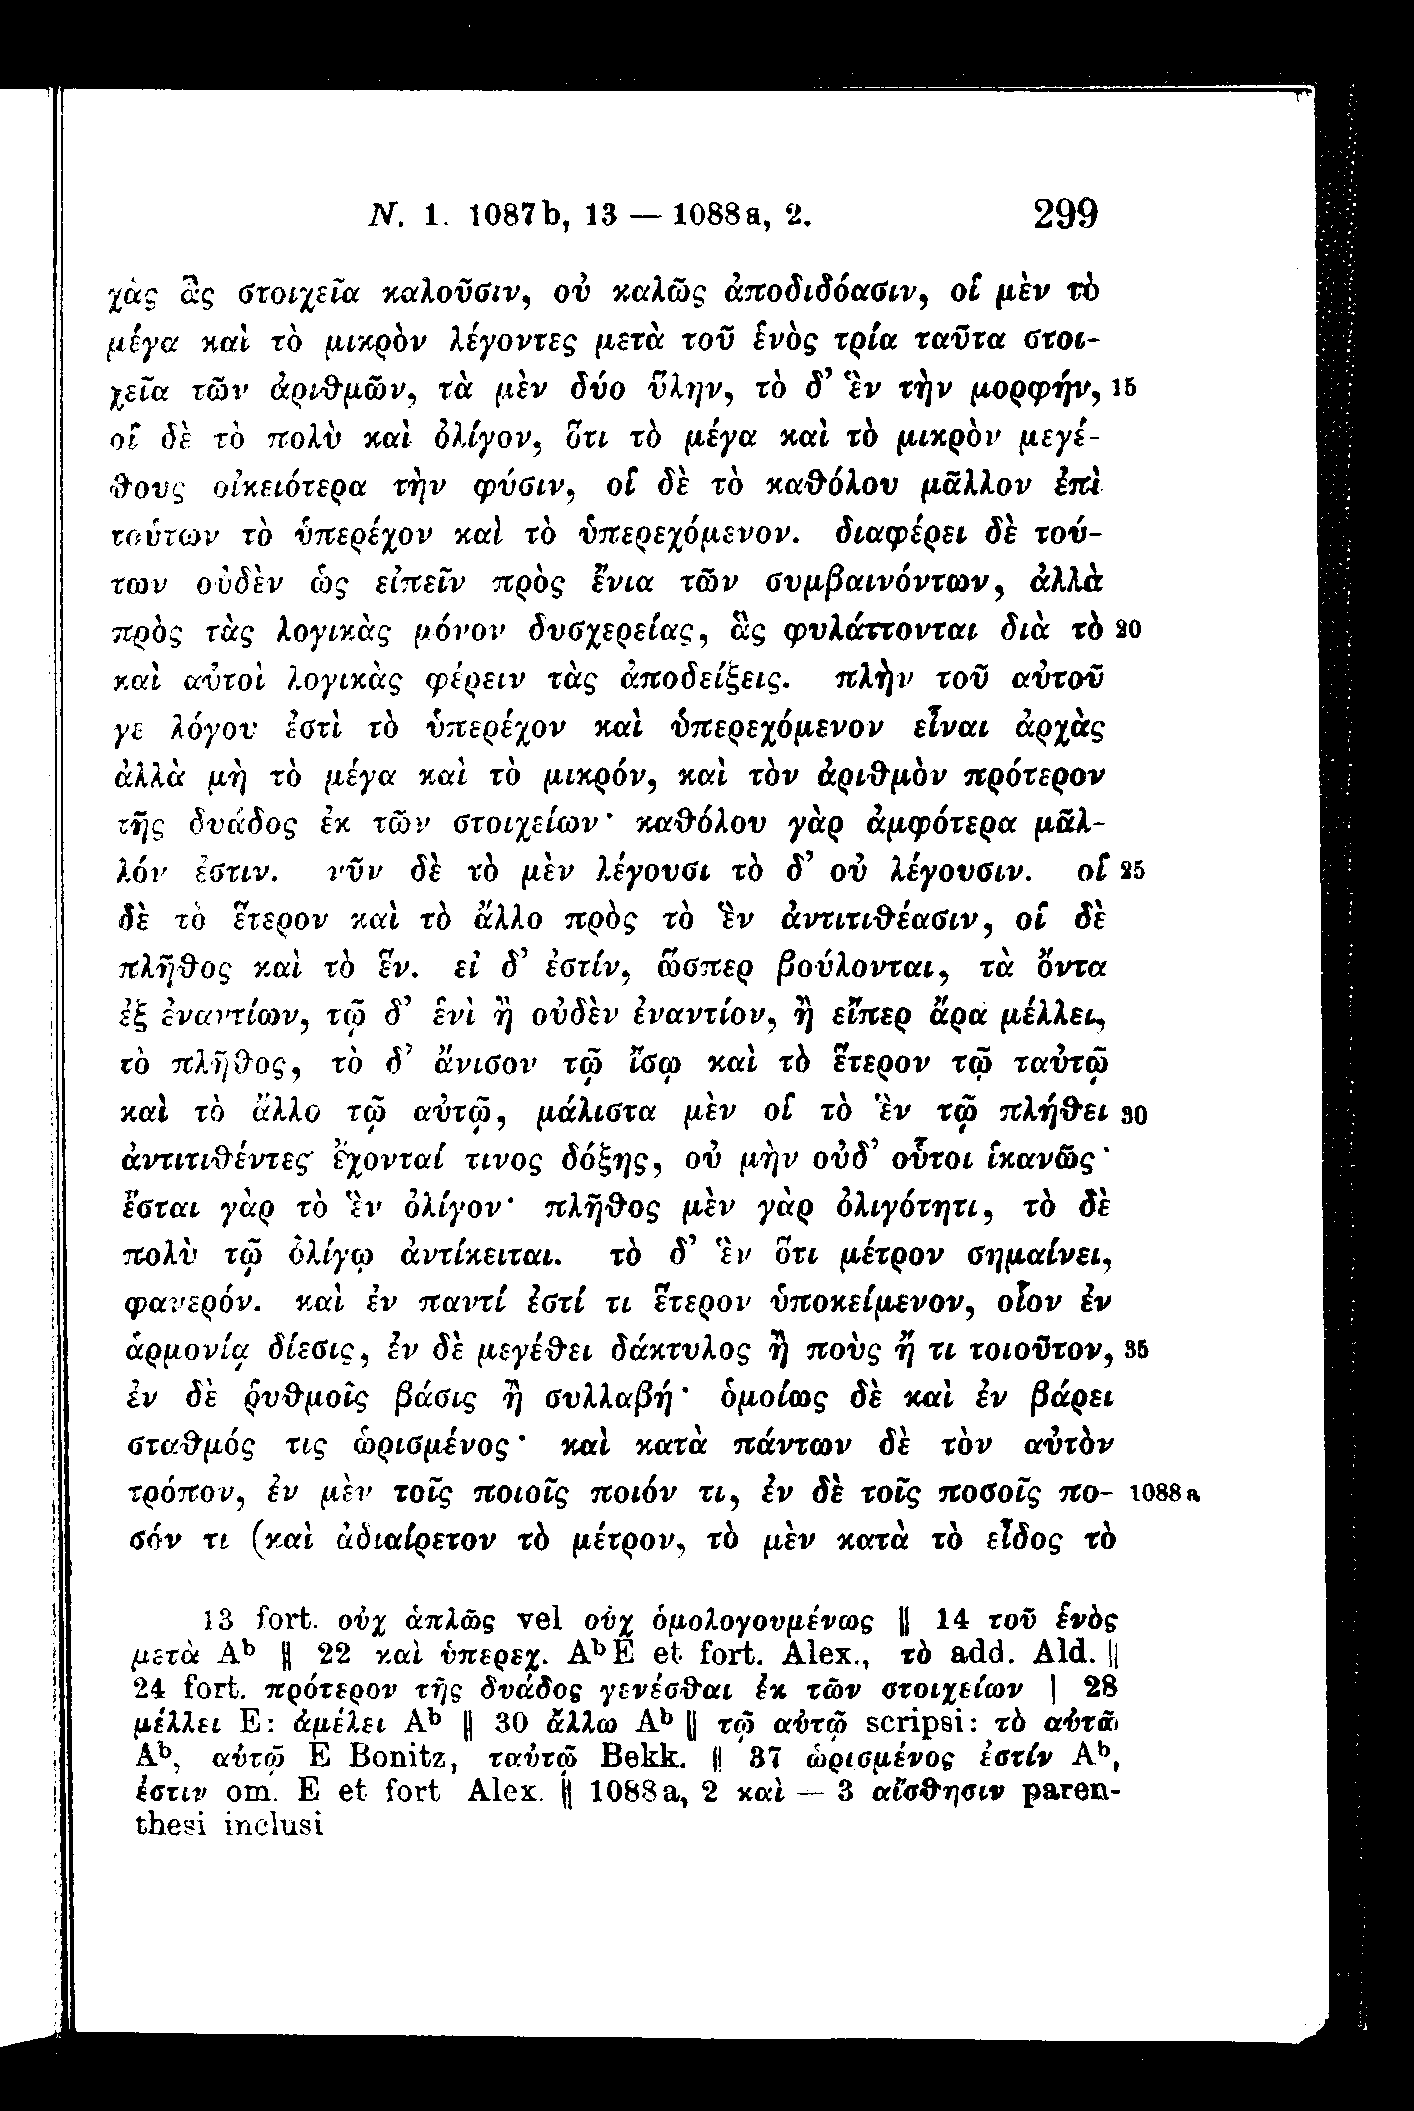 N. 1. 1087b, 13 — 1088a, 2. 299
χὰς ἃς στοιχεῖα καλοῦσιν, οὐ καλῶς ἀποδιδόασιν, οἱ μὲν τὸ
μέγα καὶ τὸ μικρὸν λέγοντες μετὰ τοῦ ἑνὸς τρία ταῦτα στοι-
χεῖα τῶν ἀριθμῶν, τὰ μὲν δύο ὕλην, τὸ δ’ ἓν τὴν μορφήν, 15
οἱ δὲ τὸ πολὺ καὶ ὀλίγον, ὅτι τὸ μέγα καὶ τὸ μικρὸν μεγέ-
θους οἰκειότερα τὴν φύσιν, οἱ δὲ τὸ καθόλου μᾶλλον ἐπὶ
τούτων τὸ ὑπερέχον καὶ τὸ ὑπερεχόμενον. διαφέρει δὲ τού-
των οὐδὲν ὡς εἰπεῖν πρὸς ἔνια τῶν συμβαινόντων, ἀλλὰ
πρὸς τὰς λογικὰς μόνον δυσχερείας, ἃς φυλάττονται διὰ τὸ 20
καὶ αὐτοὶ λογικὰς φέρειν τὰς ἀποδείξεις. πλὴν τοῦ αὐτοῦ
γε λόγου ἐστὶ τὸ ὑπερέχον καὶ ὑπερεχόμενον εἶναι ἀρχὰς
ἀλλὰ μὴ τὸ μέγα καὶ τὸ μικρόν, καὶ τὸν ἀριθμὸν πρότερον
τῆς δυάδος ἐκ τῶν στοιχείων· καθόλου γὰρ ἀμφότερα μᾶλ-
λόν ἐστιν. νῦν δὲ τὸ μὲν λέγουσι τὸ δ’ οὐ λέγουσιν. οἱ 25
δὲ τὸ ἕτερον καὶ τὸ ἄλλο πρὸς τὸ ἓν ἀντιτιθέασιν, οἱ δὲ
πλῆθος καὶ τὸ ἕν. εἰ δ’ ἐστίν, ὥσπερ βούλονται, τὰ ὄντα
ἐξ ἐναντίων, τῷ δ’ ἑνὶ ἢ οὐδὲν ἐναντίον, ἢ εἴπερ ἄρα μέλλει,
τὸ πλῆθος, τὸ δ’ ἄνισον τῷ ἴσῳ καὶ τὸ ἕτερον τῷ ταὐτῷ
καὶ τὸ ἄλλο τῷ αὐτῷ, μάλιστα μὲν οἱ τὸ ἓν τῷ πλήθει 30
ἀντιτιθέντες ἔχονταί τινος δόξης, οὐ μὴν οὐδ’ οὗτοι ἱκανῶς·
ἔσται γὰρ τὸ ἓν ὀλίγον· πλῆθος μὲν γὰρ ὀλιγότητι, τὸ δὲ
πολὺ τῷ ὀλίγῳ ἀντίκειται. τὸ δ’ ἓν ὅτι μέτρον σημαίνει,
φανερόν. καὶ ἐν παντί ἐστί τι ἕτερον ὑποκείμενον, οἷον ἐν
ἁρμονίᾳ δίεσις, ἐν δὲ μεγέθει δάκτυλος ἢ ποὺς ἤ τι τοιοῦτον, 35
ἐν δὲ ῥυθμοῖς βάσις ἢ συλλαβή· ὁμοίως δὲ καὶ ἐν βάρει
σταθμός τις ὡρισμένος· καὶ κατὰ πάντων δὲ τὸν αὐτὸν
τρόπον, ἐν μὲν τοῖς ποιοῖς ποιόν τι, ἐν δὲ τοῖς ποσοῖς πο- 1088a
σόν τι (καὶ ἀδιαίρετον τὸ μέτρον, τὸ μὲν κατὰ τὸ εἶδος τὸ
13 fort. οὐχ ἁπλῶς vel οὐχ ὁμολογουμένως || 14 τοῦ ἑνὸς
μετὰ Aᵇ || 22 καὶ ὑπερεχ. AᵇE et fort. Alex., τὸ add. Ald. ||
24 fort. πρότερον τῆς δυάδος γενέσθαι ἐκ τῶν στοιχείων | 28
μέλλει E: ἀμέλει Aᵇ || 30 ἄλλω Aᵇ || τῷ αὐτῷ scripsi: τὸ αὐτῶ
Aᵇ, αὐτῷ E Bonitz, ταὐτῷ Bekk. || 37 ὡρισμένος ἐστίν Aᵇ,
ἐστιν om. E et fort Alex. || 1088a, 2 καὶ — 3 αἴσθησιν paren-
thesi inclusi